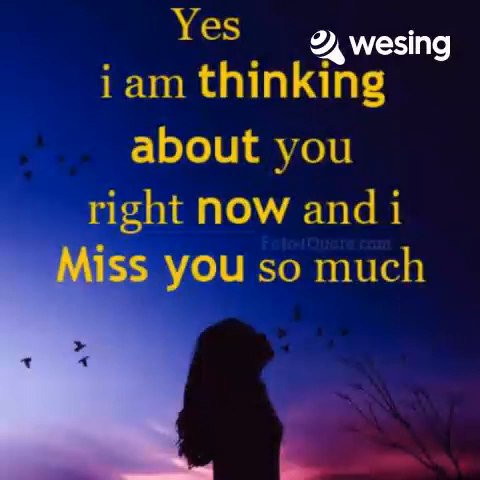 Yes
wesing
i am thinking
about you
right now and i
Miss you so much